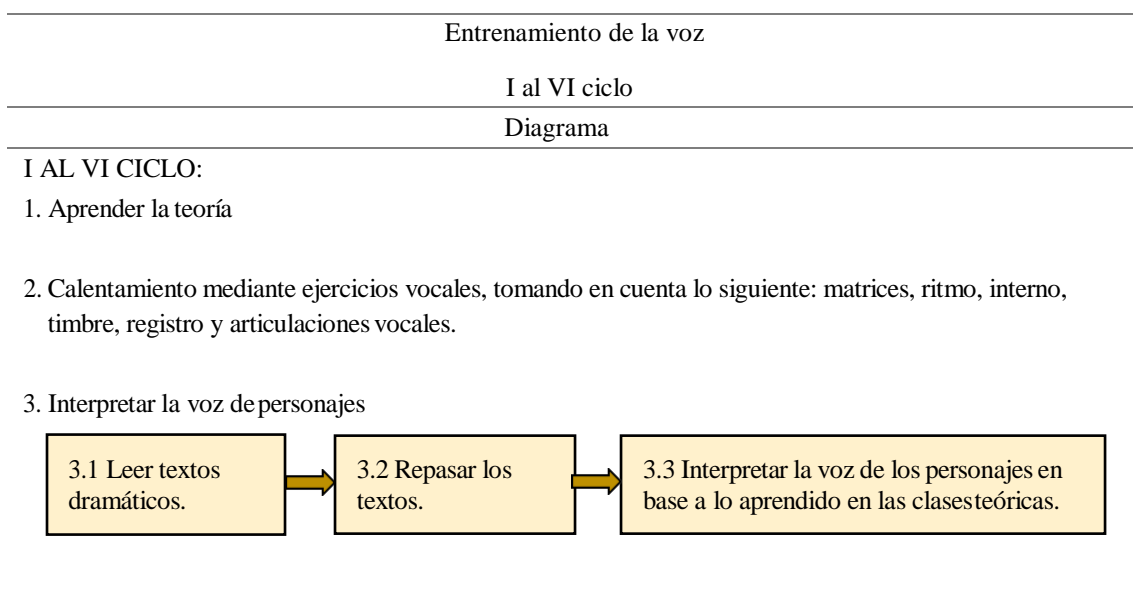 Entrenamiento de la voz
I al VI ciclo
Diagrama
I AL VI CICLO:
1. Aprender la teoría
2. Calentamiento mediante ejercicios vocales, tomando en cuenta lo siguiente: matrices, ritmo, interno,
timbre, registro y articulaciones vocales.
3. Interpretar la voz de personajes
3.1 Leer textos
dramáticos.
3.2 Repasar los
textos.
3.3 Interpretar la voz de los personajes en
base a lo aprendido en las clases teóricas.